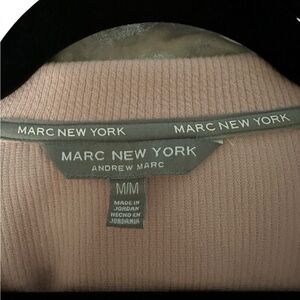 MARC NEW YORK MARC NEW YORK
MARC NEW YORK
ANDREW MARC
M/M
MADE IN
JORDAN
HECHO EN
JORDANIA